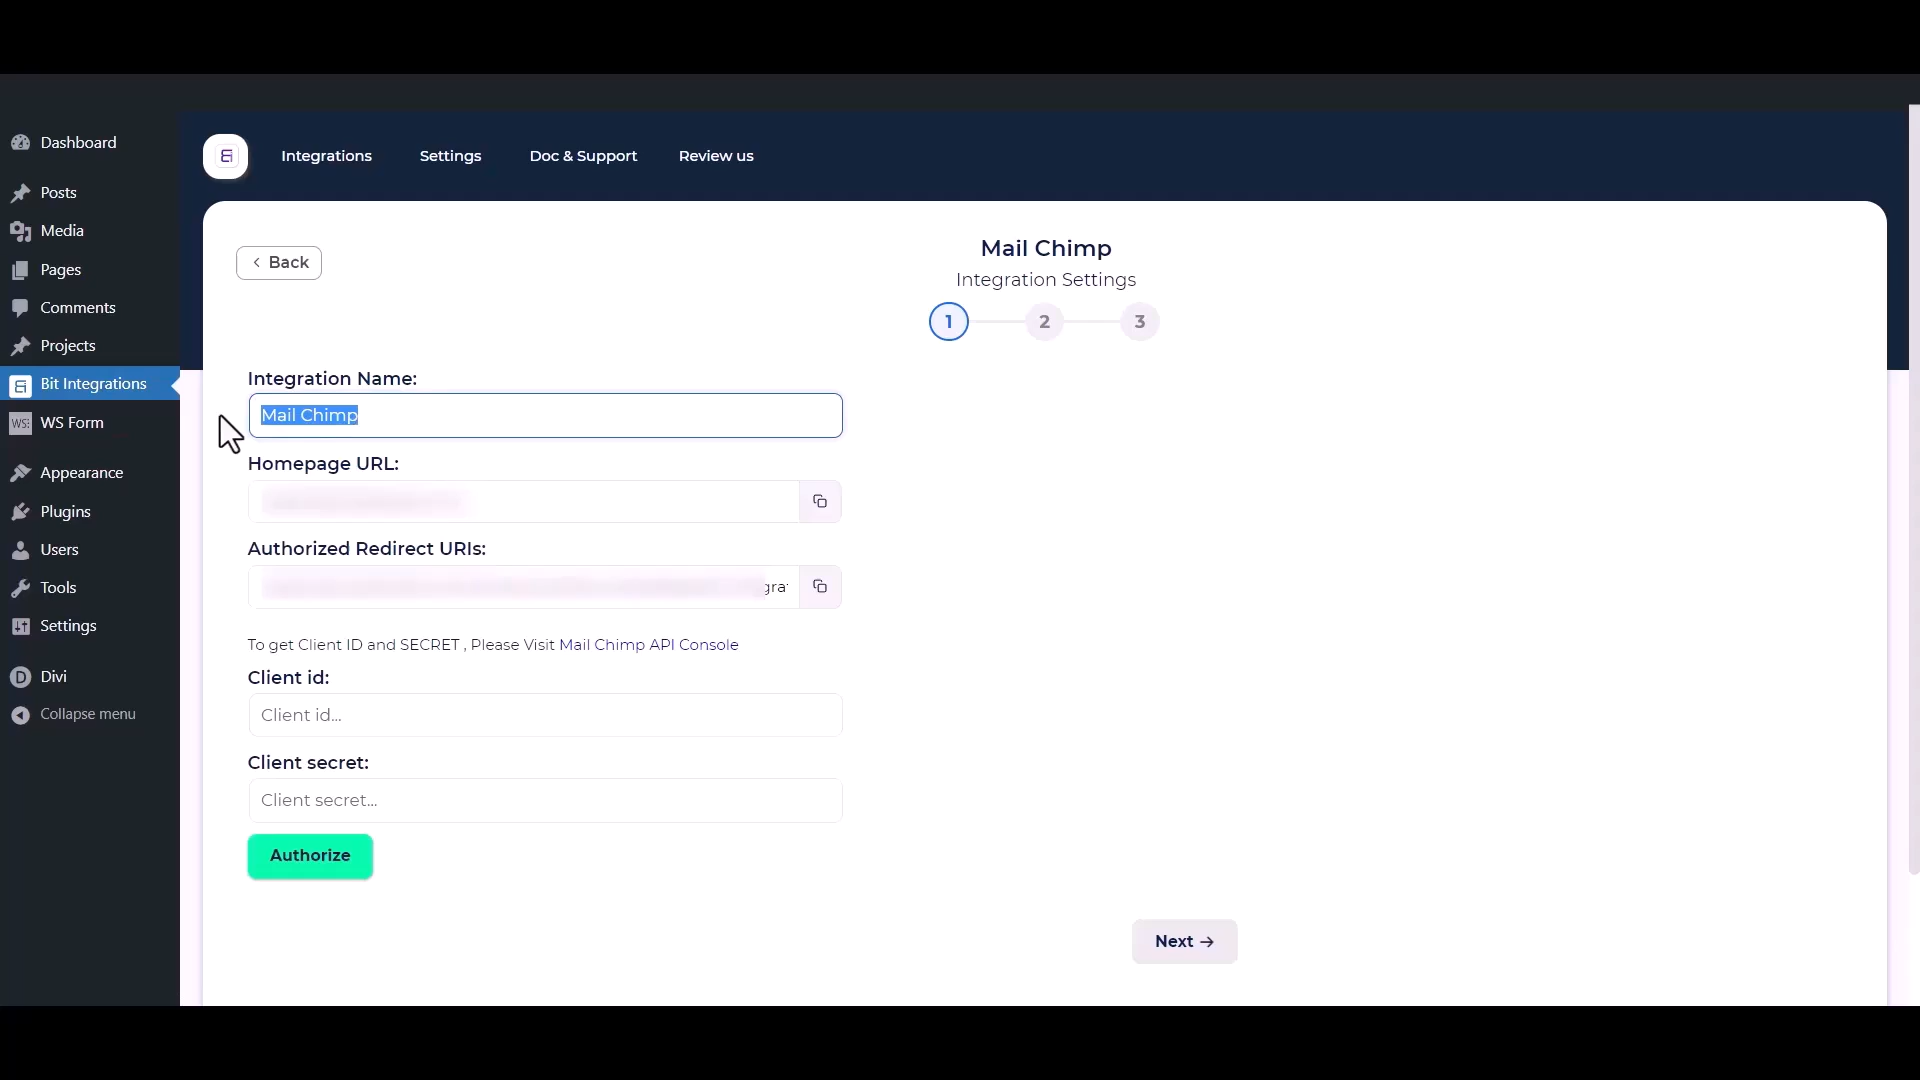 Dashboard
Posts
Media
Pages
Comments
Projects
Bit Integrations
WS Form
Appearance
Plugins
Users
Tools
Settings
Divi
Collapse menu
Integrations
Settings
Doc & Support
Review us
Back
Mail Chimp
Integration Settings
1
2
3
Integration Name:
Mail Chimp
Homepage URL:
Authorized Redirect URIs:
To get Client ID and SECRET , Please Visit Mail Chimp API Console
Client id:
Client id...
Client secret:
Client secret...
Authorize
Next →